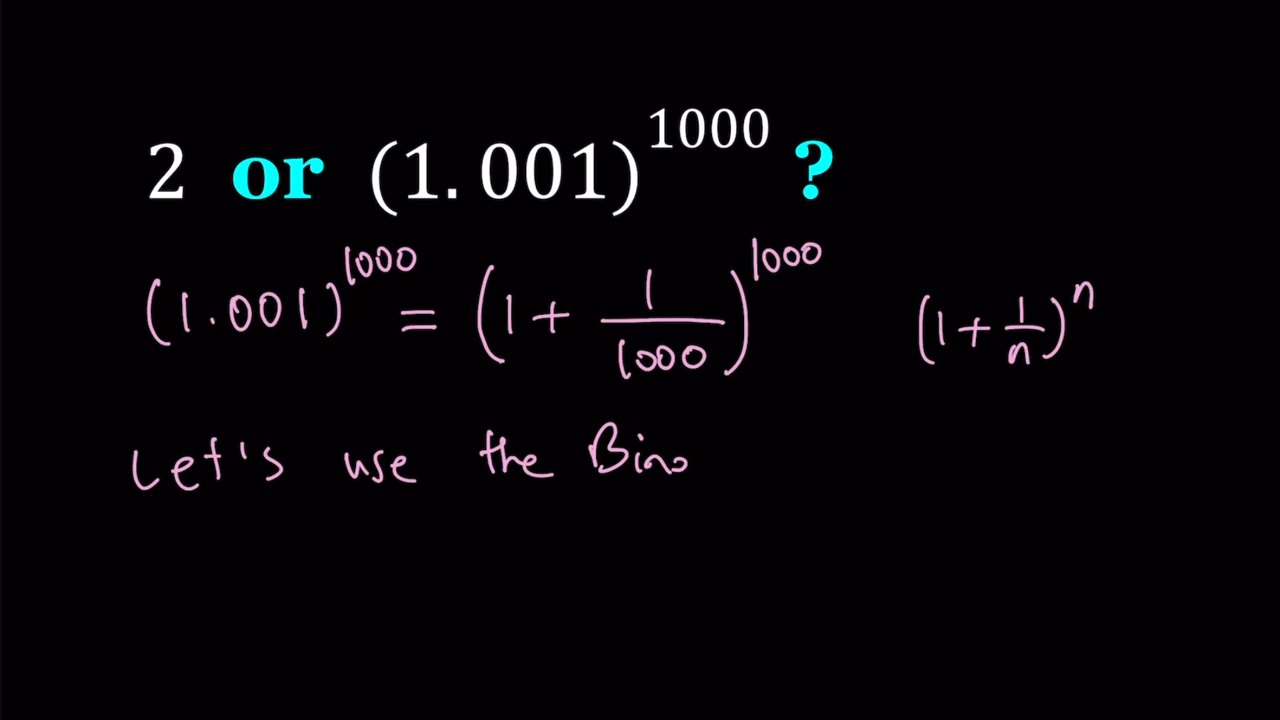 2 or (1.001)^1000 ?
(1.001)^1000 = (1 + 1/1000)^1000 (1 + 1/n)^n
Let's use the Bino